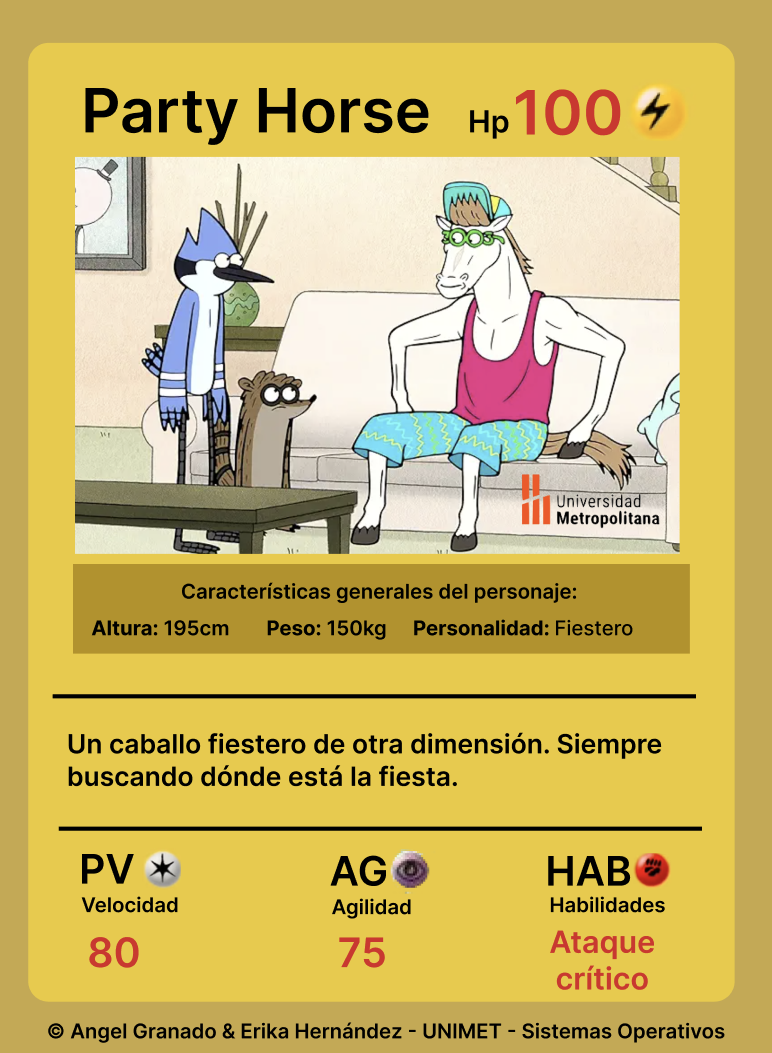 Party Horse Hp 100
Universidad
Metropolitana
Características generales del personaje:
Altura: 195cm Peso: 150kg Personalidad: Fiestero
Un caballo fiestero de otra dimensión. Siempre
buscando dónde está la fiesta.
PV AG HAB
Velocidad Agilidad Habilidades
80 75 Ataque
crítico
© Angel Granado & Erika Hernández - UNIMET - Sistemas Operativos